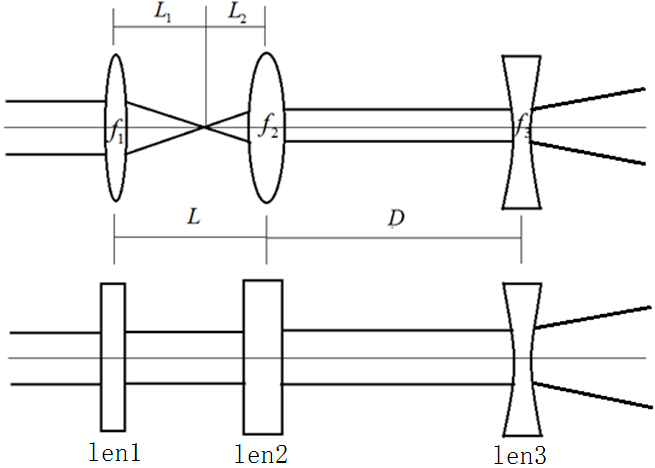 L₁ L₂
f₁ f₂ f₃
L D
len1 len2 len3